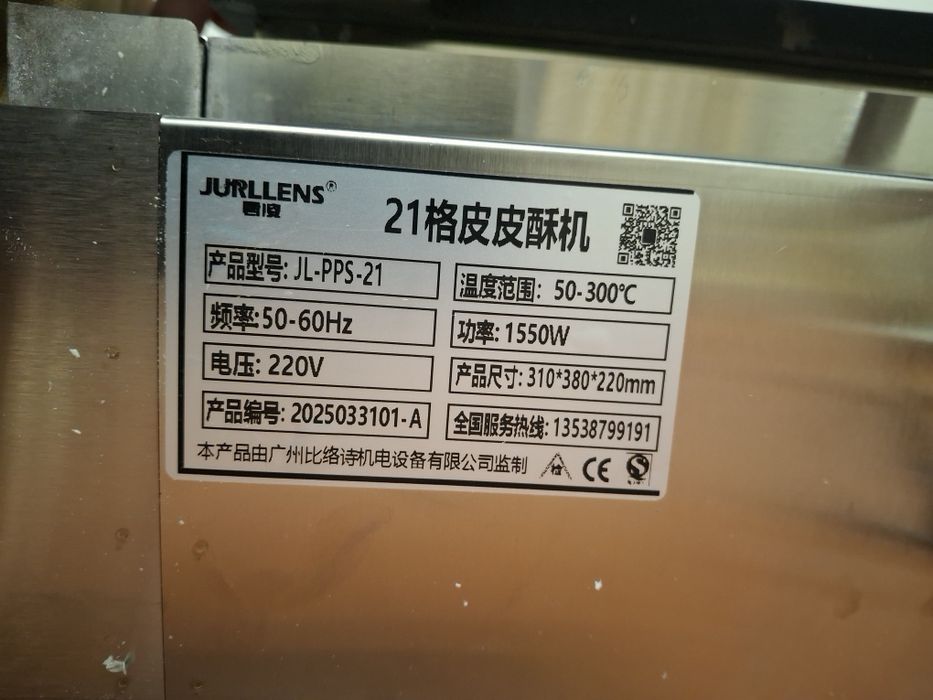 JURLLENS®
君凌
21格皮皮酥机
产品型号: JL-PPS-21
温度范围: 50-300℃
频率:50-60Hz
功率: 1550W
电压: 220V
产品尺寸: 310*380*220mm
产品编号: 2025033101-A
全国服务热线: 13538799191
本产品由广州比络诗机电设备有限公司监制
CE